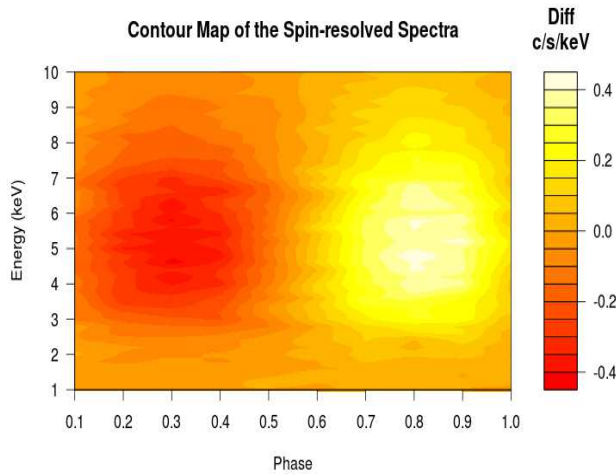 Contour Map of the Spin-resolved Spectra
Diff
c/s/keV
Energy (keV)
10
9
8
7
6
5
4
3
2
1
0.1 0.2 0.3 0.4 0.5 0.6 0.7 0.8 0.9 1.0
Phase
0.4
0.2
0.0
-0.2
-0.4